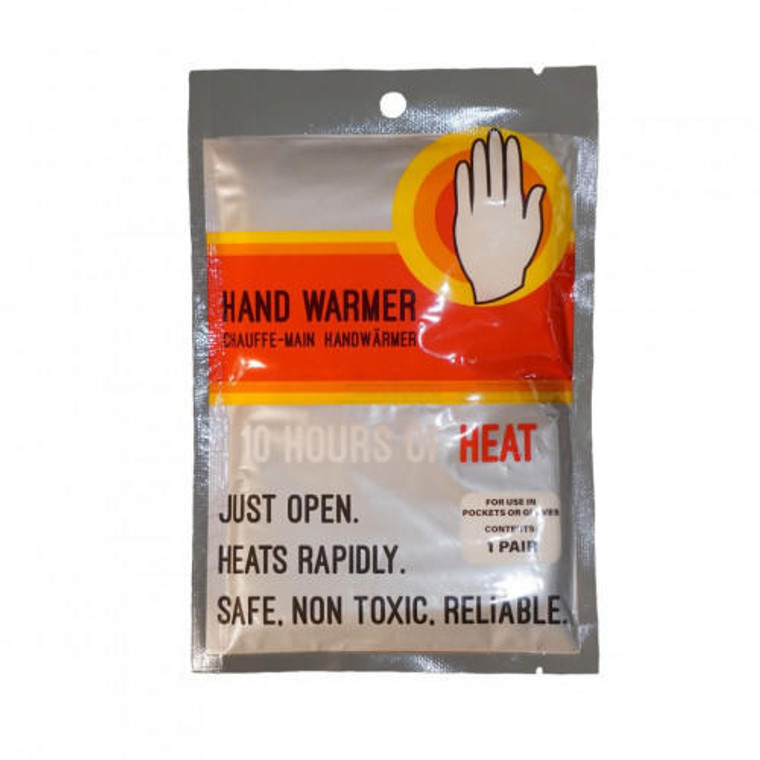 HAND WARMER
CHAUFFE-MAIN HANDWÄRMER
10 HOURS OF HEAT
JUST OPEN.
HEATS RAPIDLY.
SAFE, NON TOXIC, RELIABLE.
FOR USE IN
POCKETS OR GLOVES
CONTENTS:
1 PAIR